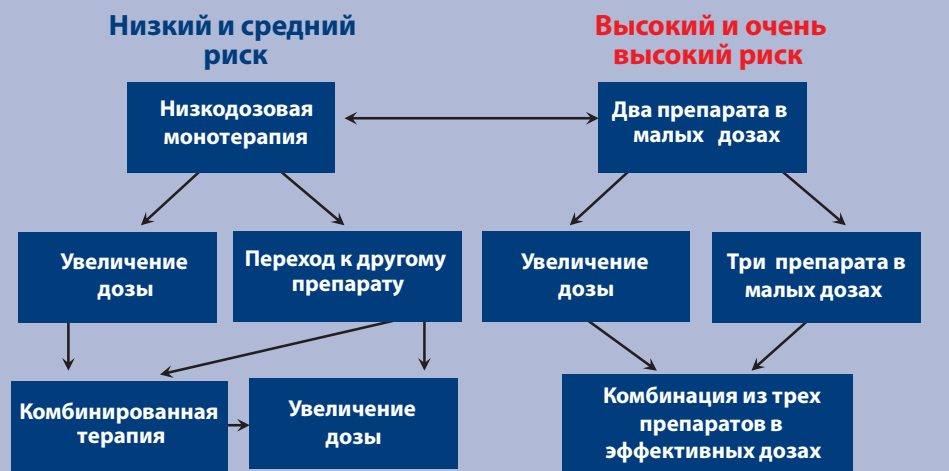 Низкий и средний
риск
Высокий и очень
высокий риск
Низкодозовая
монотерапия
Два препарата в
малых дозах
Увеличение
дозы
Переход к другому
препарату
Увеличение
дозы
Три препарата в
малых дозах
Комбинированная
терапия
Увеличение
дозы
Комбинация из трех
препаратов в
эффективных дозах